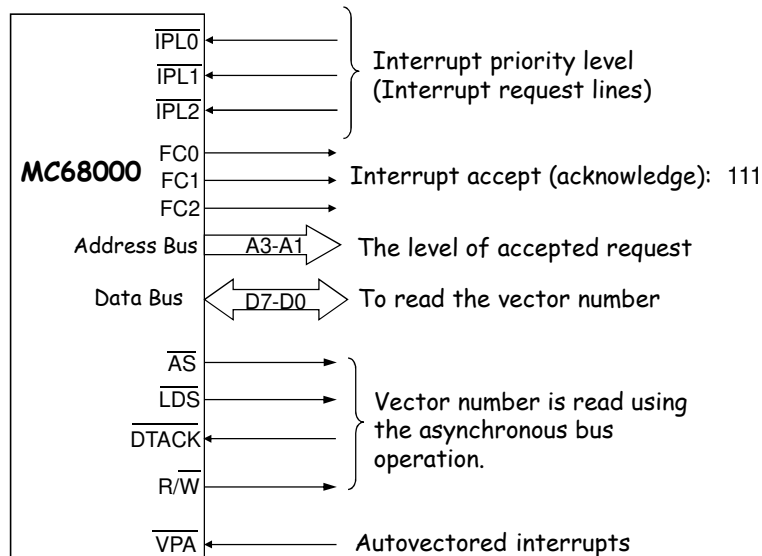 IPL0
IPL1
IPL2
Interrupt priority level
(Interrupt request lines)
MC68000
FC0
FC1
FC2
Interrupt accept (acknowledge): 111
Address Bus
A3-A1
The level of accepted request
Data Bus
D7-D0
To read the vector number
AS
LDS
DTACK
R/W
Vector number is read using
the asynchronous bus
operation.
VPA
Autovectored interrupts